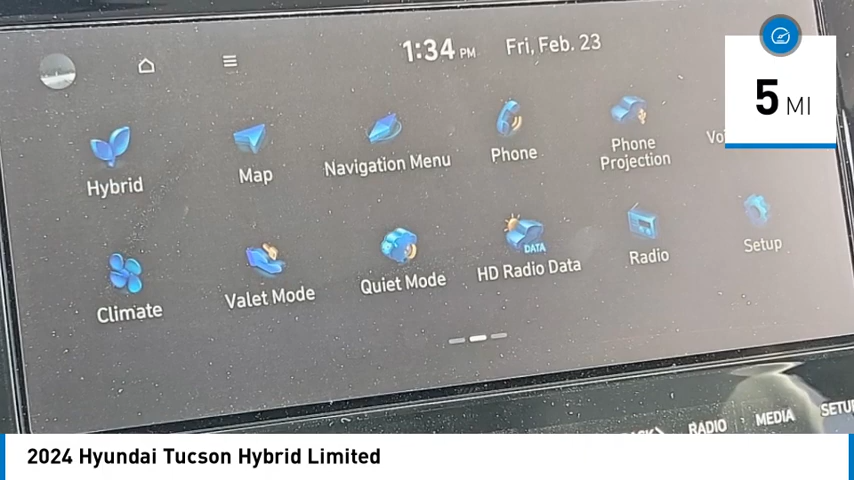 1:34 PM Fri, Feb. 23
5 MI
Hybrid
Map
Navigation Menu
Phone
Phone
Projection
Climate
Valet Mode
Quiet Mode
DATA
HD Radio Data
Radio
Setup
RADIO
MEDIA
2024 Hyundai Tucson Hybrid Limited